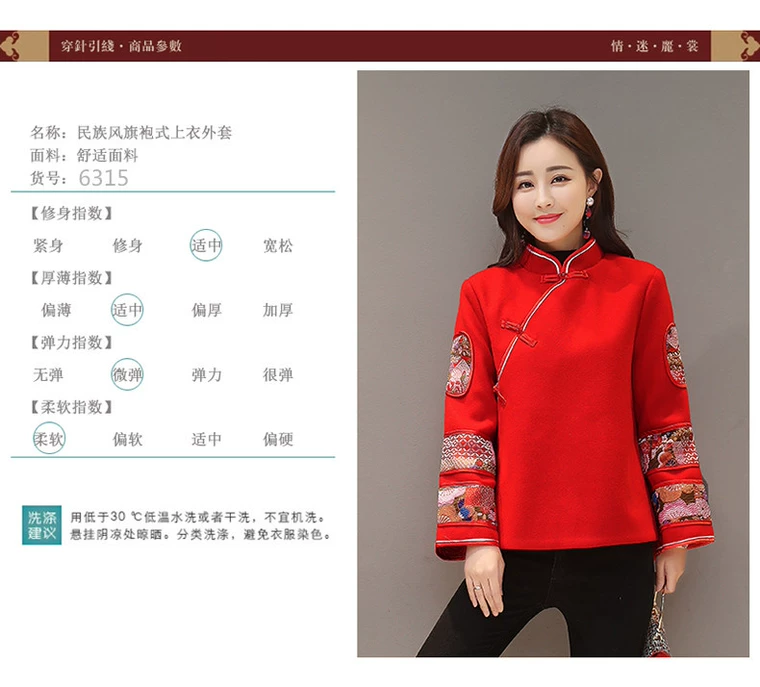 穿針引綫·商品參數
情·迷·麗·裳
名称：民族风旗袍式上衣外套
面料：舒适面料
货号：6315
【修身指数】
紧身 修身 适中 宽松
【厚薄指数】
偏薄 适中 偏厚 加厚
【弹力指数】
无弹 微弹 弹力 很弹
【柔软指数】
柔软 偏软 适中 偏硬
洗涤
建议
用低于30℃低温水洗或者干洗，不宜机洗。
悬挂阴凉处晾晒。分类洗涤，避免衣服染色。